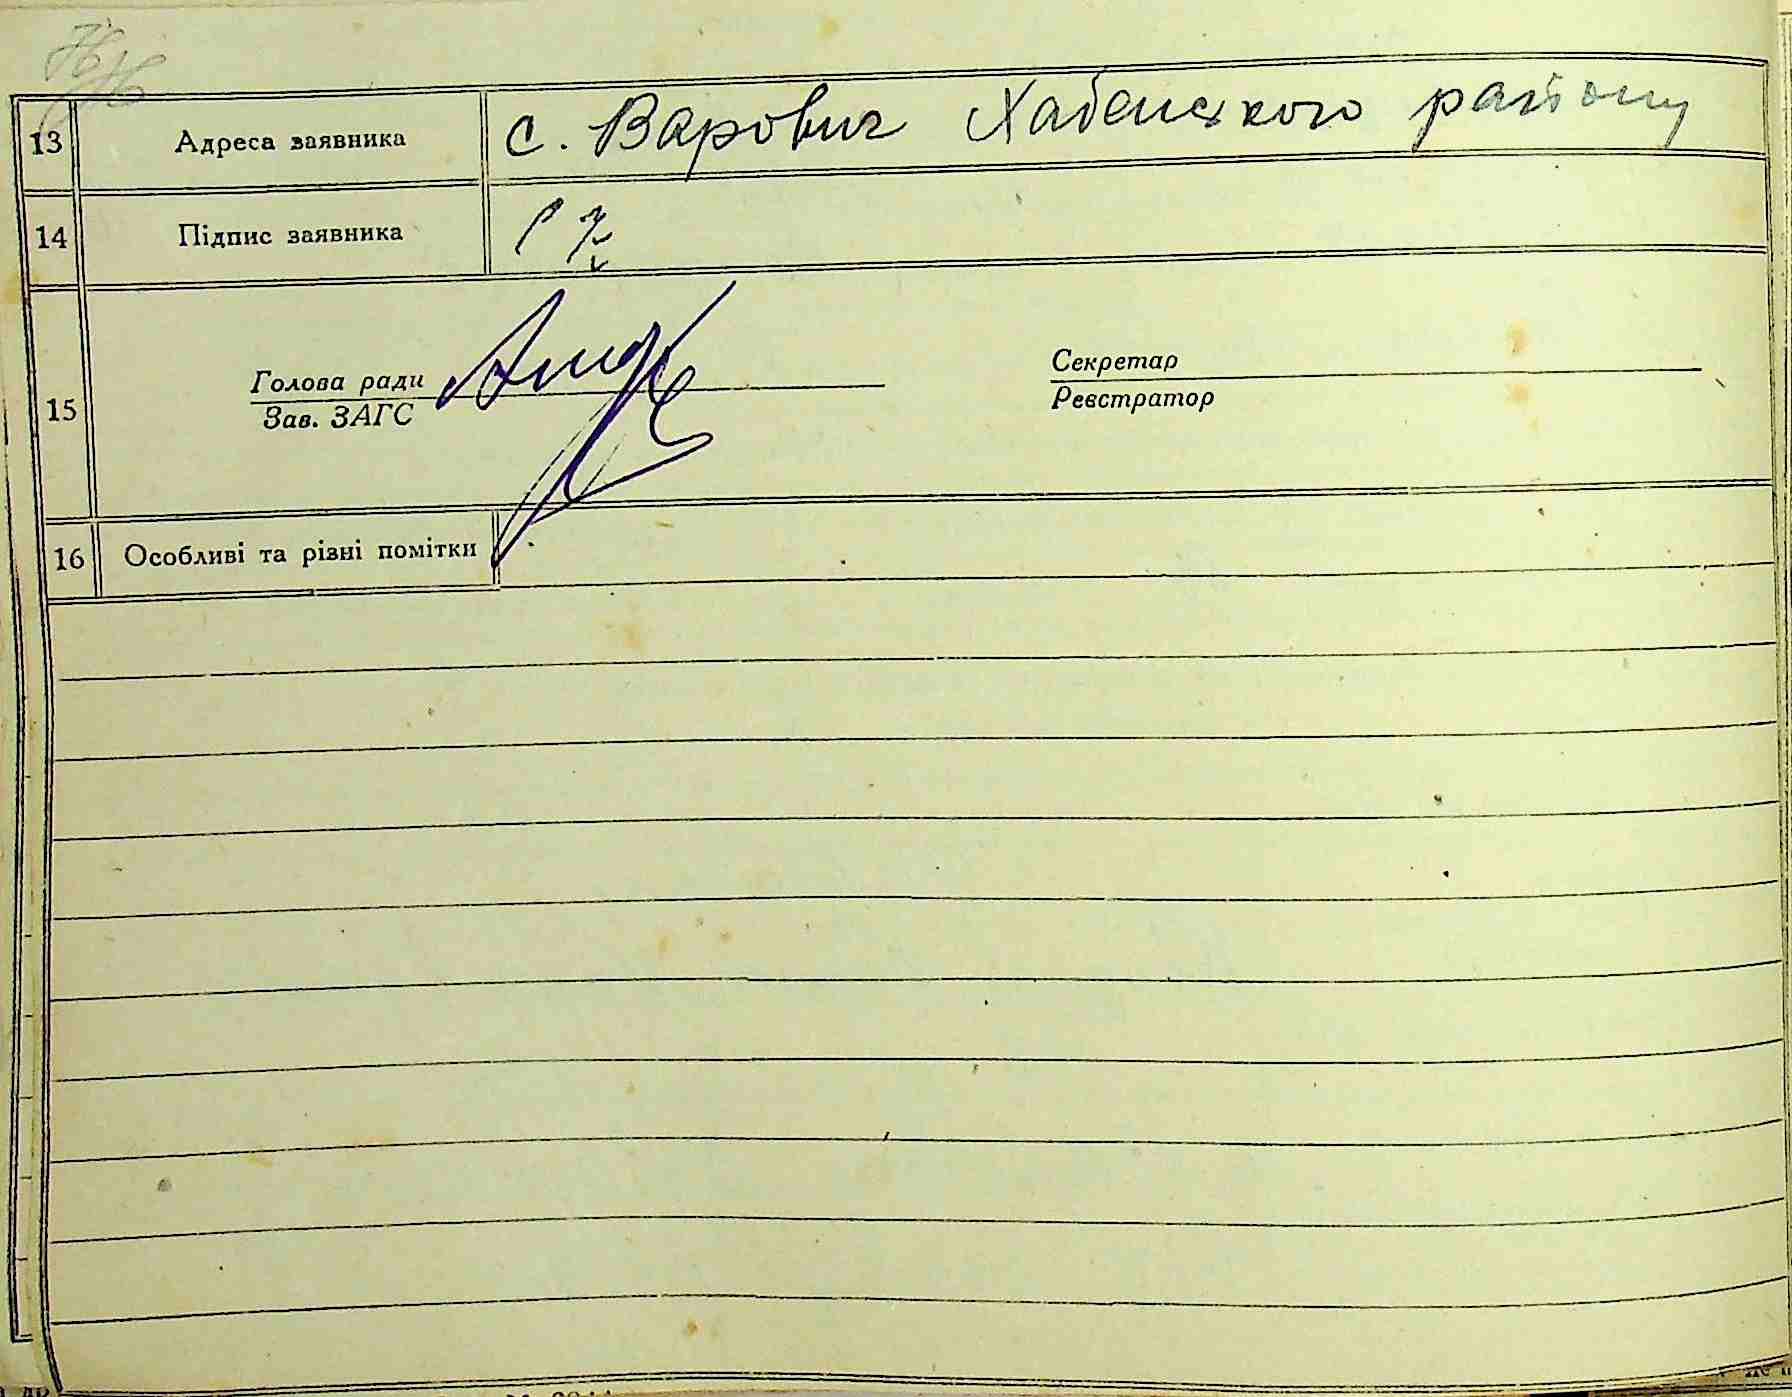 13 Адреса заявника с. Варовичі Хабенського району
14 Підпис заявника
15
Голова ради
Зав. ЗАГС
Секретар
Реєстратор
16 Особливі та різні помітки